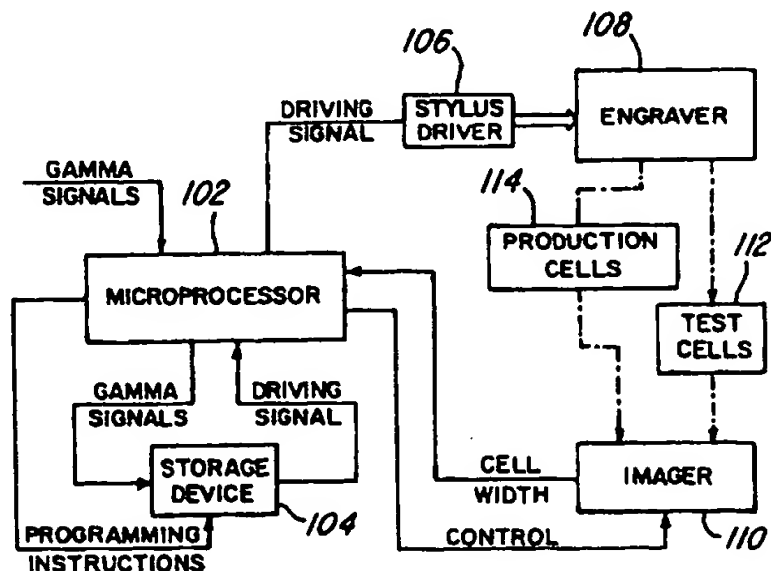 106
108
DRIVING
SIGNAL
STYLUS
DRIVER
ENGRAVER
GAMMA
SIGNALS
102
114
PRODUCTION
CELLS
112
MICROPROCESSOR
TEST
CELLS
GAMMA
SIGNALS
DRIVING
SIGNAL
STORAGE
DEVICE
CELL
WIDTH
IMAGER
104
PROGRAMMING
INSTRUCTIONS
CONTROL
110